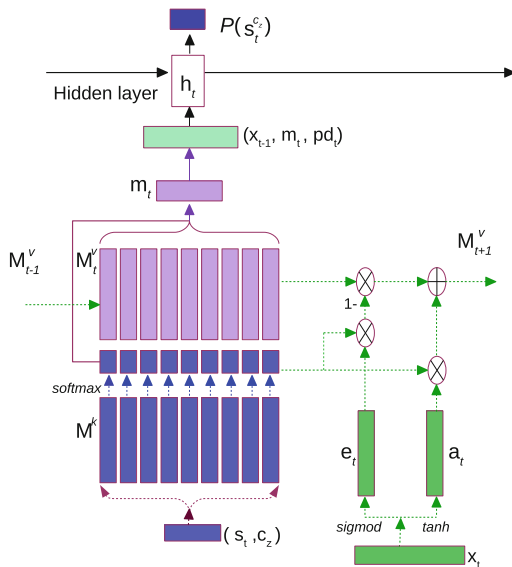 P(s_t^{c_z})
h_t
Hidden layer
(x_{t-1}, m_t, pd_t)
m_t
M_{t-1}^v
M_t^v
M_{t+1}^v
1-
softmax
M^k
e_t
a_t
sigmod
tanh
(s_t, c_z)
x_t